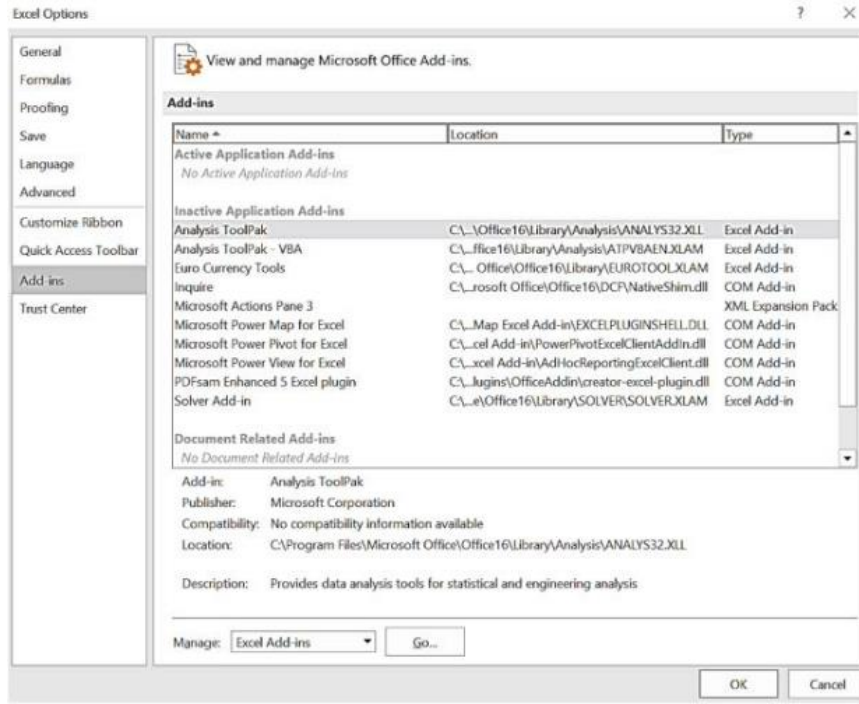 Excel Options ? ×
General
Formulas
Proofing
Save
Language
Advanced
Customize Ribbon
Quick Access Toolbar
Add-ins
Trust Center
View and manage Microsoft Office Add-ins.
Add-ins
Name Location Type
Active Application Add-ins
No Active Application Add-ins
Inactive Application Add-ins
Analysis ToolPak C:\...\Office16\Library\Analysis\ANALYS32.XLL Excel Add-in
Analysis ToolPak - VBA C:\...ffice16\Library\Analysis\ATPVBAEN.XLAM Excel Add-in
Euro Currency Tools C:\... Office\Office16\Library\EUROTOOL.XLAM Excel Add-in
Inquire C:\...rosoft Office\Office16\DCF\NativeShim.dll COM Add-in
Microsoft Actions Pane 3 XML Expansion Pack
Microsoft Power Map for Excel C:\...Map Excel Add-in\EXCELPLUGINSHELL.DLL COM Add-in
Microsoft Power Pivot for Excel C:\...cel Add-in\PowerPivotExcelClientAddIn.dll COM Add-in
Microsoft Power View for Excel C:\...xcel Add-in\AdHocReportingExcelClient.dll COM Add-in
PDFsam Enhanced 5 Excel plugin C:\...lugins\OfficeAddin\creator-excel-plugin.dll COM Add-in
Solver Add-in C:\...e\Office16\Library\SOLVER\SOLVER.XLAM Excel Add-in
Document Related Add-ins
No Document Related Add-ins
Add-in: Analysis ToolPak
Publisher: Microsoft Corporation
Compatibility: No compatibility information available
Location: C:\Program Files\Microsoft Office\Office16\Library\Analysis\ANALYS32.XLL
Description: Provides data analysis tools for statistical and engineering analysis
Manage: Excel Add-ins Go...
OK Cancel